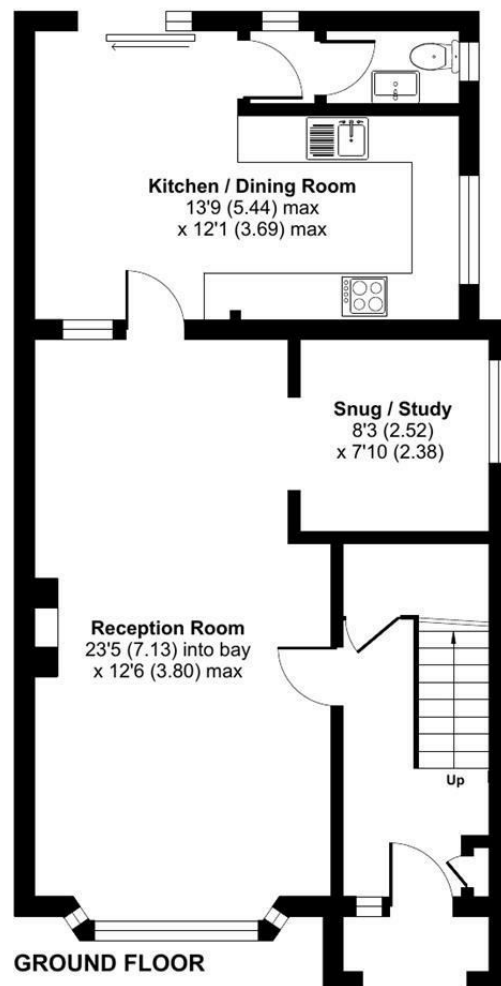 Kitchen / Dining Room
13'9 (5.44) max
x 12'1 (3.69) max
Snug / Study
8'3 (2.52)
x 7'10 (2.38)
Reception Room
23'5 (7.13) into bay
x 12'6 (3.80) max
Up
GROUND FLOOR